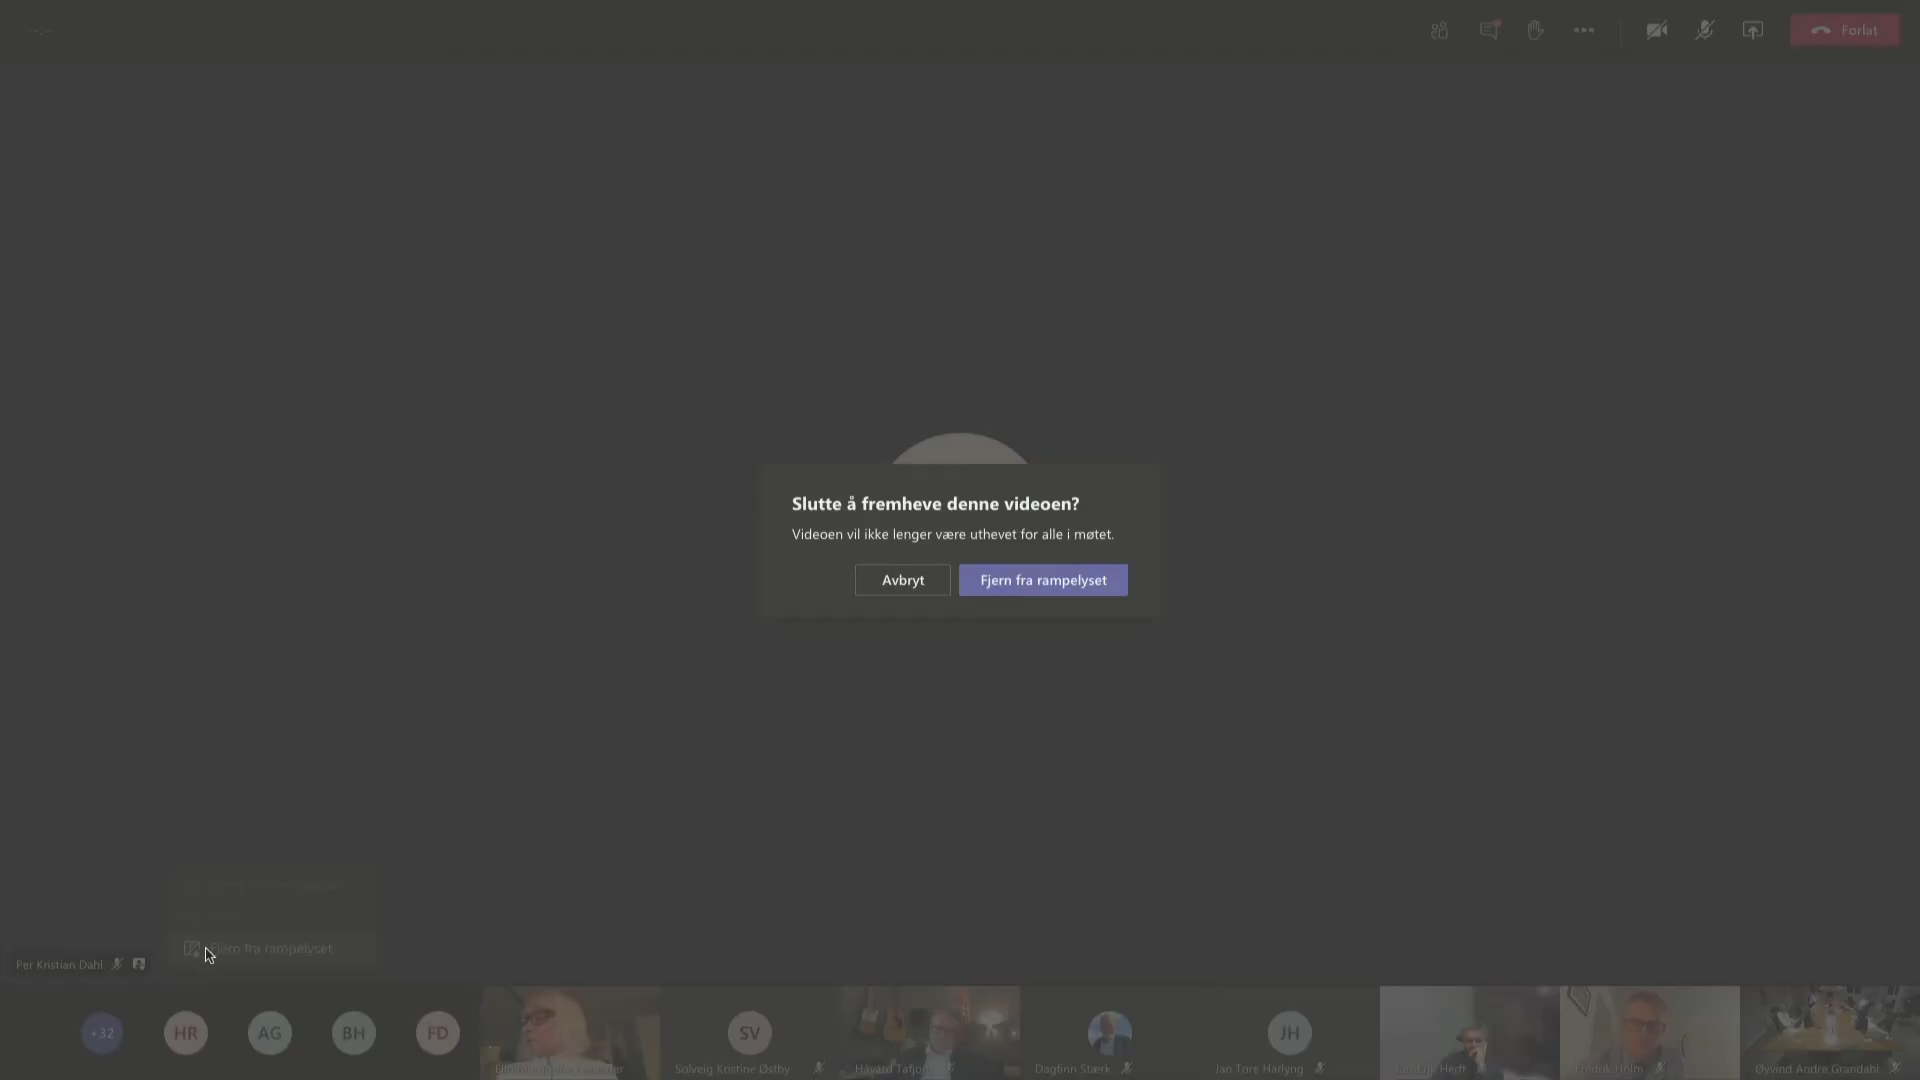 Forlat
Slutte å fremheve denne videoen?
Videoen vil ikke lenger være uthevet for alle i møtet.
Avbryt
Fjern fra rampelyset
Fjern fra rampelyset
Per Kristian Dahl
+32
HR
AG
BH
FD
SV
JH
Solveig Kristine Østby
Håvard Tafjord
Dagfinn Stærk
Jan Tore Harlyng
Fredrik Holm
Øyvind Andre Grandahl